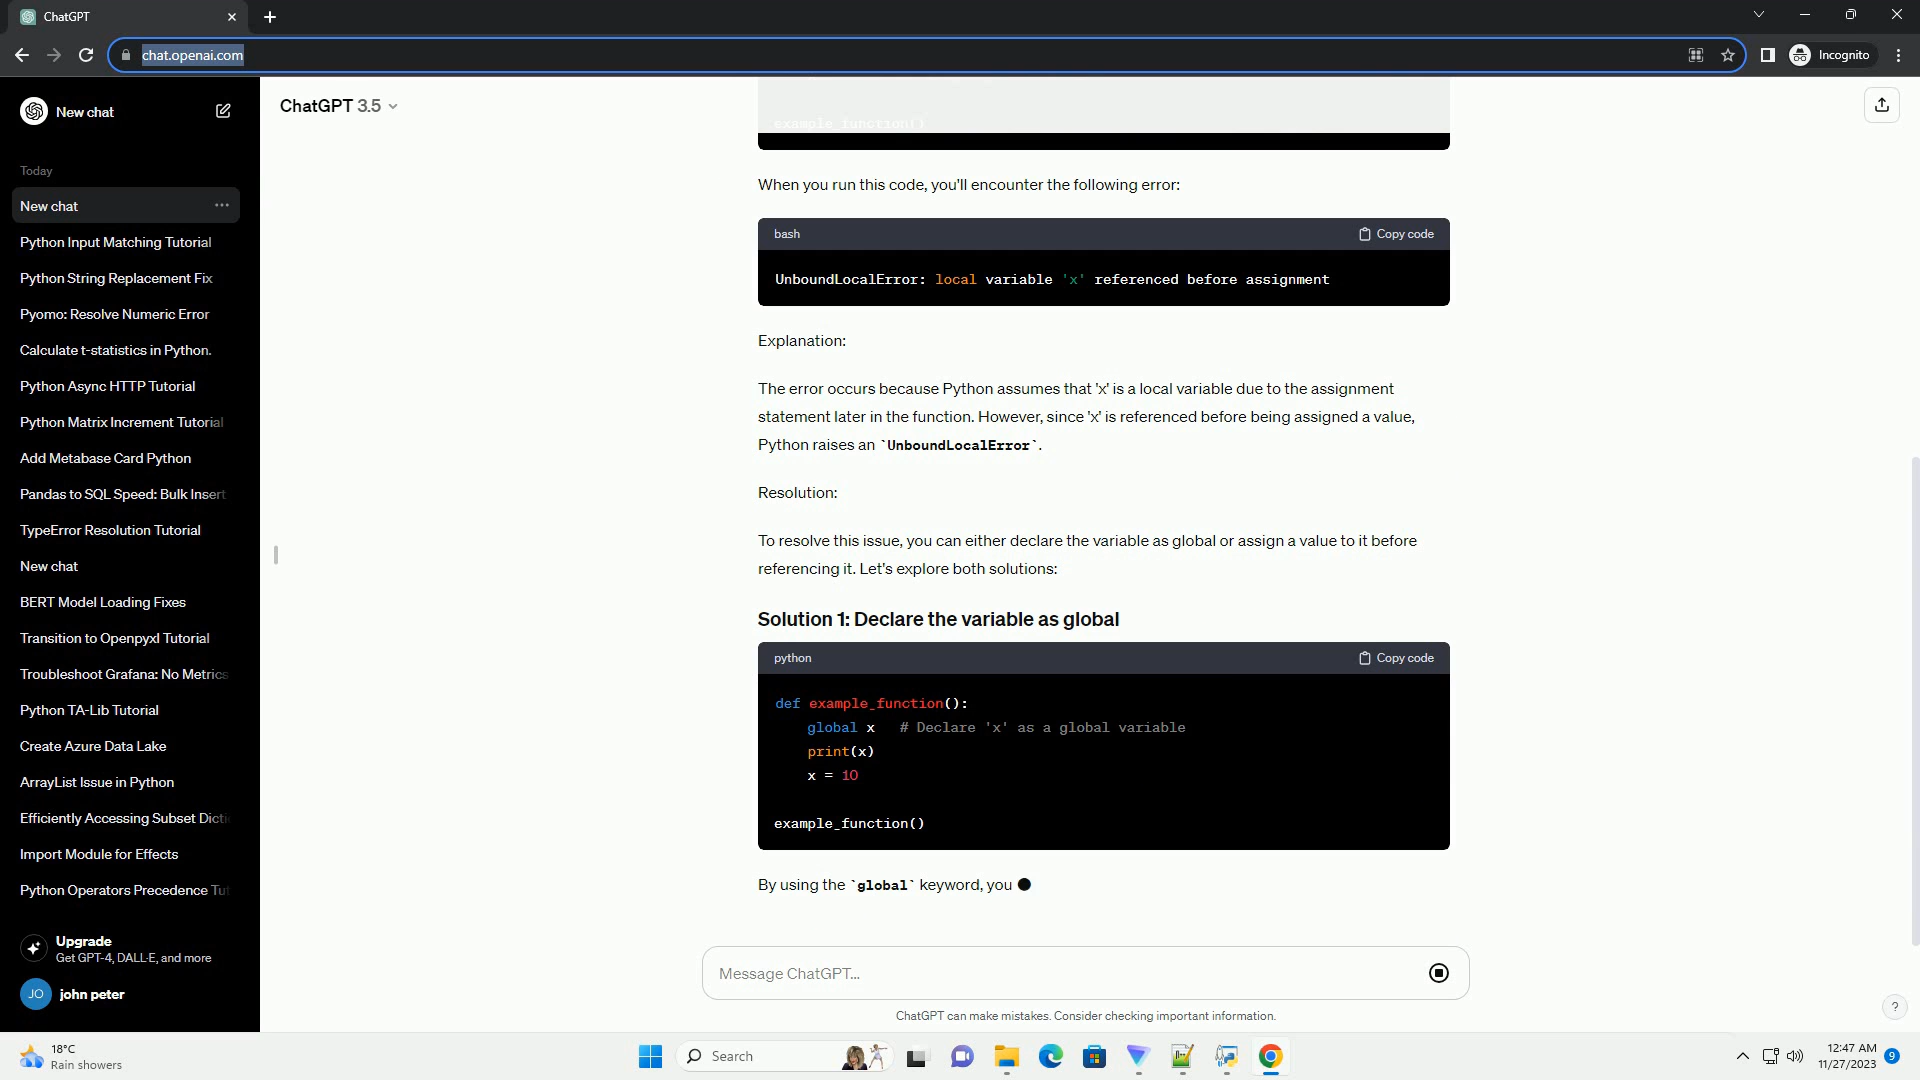 ChatGPT
chat.openai.com
Incognito
New chat
Today
New chat
Python Input Matching Tutorial
Python String Replacement Fix
Pyomo: Resolve Numeric Error
Calculate t-statistics in Python.
Python Async HTTP Tutorial
Python Matrix Increment Tutorial
Add Metabase Card Python
Pandas to SQL Speed: Bulk Insert
TypeError Resolution Tutorial
New chat
BERT Model Loading Fixes
Transition to Openpyxl Tutorial
Troubleshoot Grafana: No Metrics
Python TA-Lib Tutorial
Create Azure Data Lake
ArrayList Issue in Python
Efficiently Accessing Subset Dicti
Import Module for Effects
Python Operators Precedence Tut
Upgrade
Get GPT-4, DALL·E, and more
JO john peter
ChatGPT 3.5
example_function()
When you run this code, you'll encounter the following error:
bash Copy code
UnboundLocalError: local variable 'x' referenced before assignment
Explanation:
The error occurs because Python assumes that 'x' is a local variable due to the assignment
statement later in the function. However, since 'x' is referenced before being assigned a value,
Python raises an `UnboundLocalError`.
Resolution:
To resolve this issue, you can either declare the variable as global or assign a value to it before
referencing it. Let's explore both solutions:
Solution 1: Declare the variable as global
python Copy code
def example_function():
global x # Declare 'x' as a global variable
print(x)
x = 10
example_function()
By using the `global` keyword, you
Message ChatGPT...
ChatGPT can make mistakes. Consider checking important information.
?
18°C
Rain showers
Search
12:47 AM
11/27/2023
9